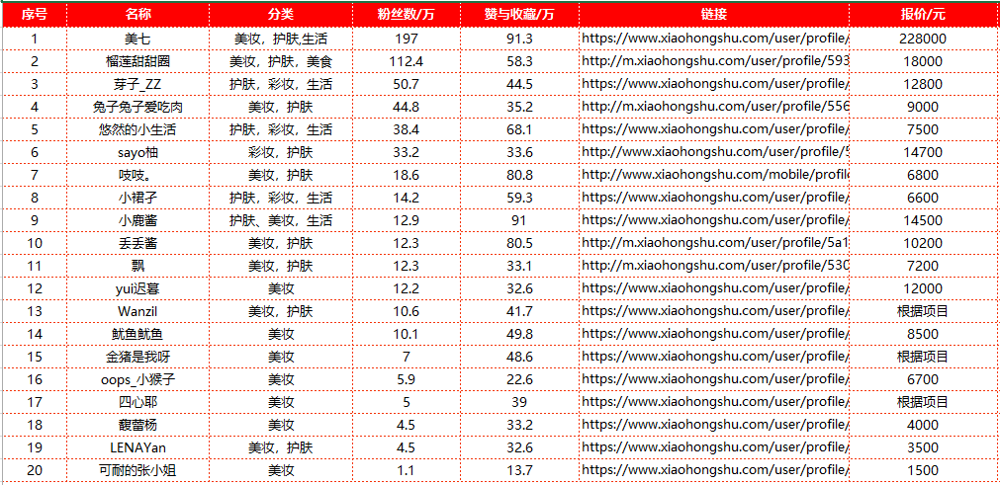 序号 名称 分类 粉丝数/万 赞与收藏/万 链接 报价/元
1 美七 美妆，护肤,生活 197 91.3 https://www.xiaohongshu.com/user/profile/ 228000
2 榴莲甜甜圈 美妆，护肤，美食 112.4 58.3 http://m.xiaohongshu.com/user/profile/593 18000
3 芽子_ZZ 护肤，彩妆，生活 50.7 44.5 https://www.xiaohongshu.com/user/profile/ 12800
4 兔子兔子爱吃肉 美妆，护肤 44.8 35.2 http://m.xiaohongshu.com/user/profile/556 9000
5 悠然的小生活 护肤，彩妆，生活 38.4 68.1 https://www.xiaohongshu.com/user/profile/ 7500
6 sayo柚 彩妆，护肤 33.2 33.6 http://www.xiaohongshu.com/user/profile/5 14700
7 吱吱。 美妆，护肤 18.6 80.8 http://www.xiaohongshu.com/mobile/profile 6800
8 小裙子 护肤，彩妆，生活 14.2 59.3 https://www.xiaohongshu.com/user/profile/ 6600
9 小鹿酱 护肤、美妆，生活 12.9 91 https://www.xiaohongshu.com/user/profile/ 14500
10 丢丢酱 美妆，护肤 12.3 80.5 http://m.xiaohongshu.com/user/profile/5a1 10200
11 飘 美妆，护肤 12.3 33.1 http://m.xiaohongshu.com/user/profile/530 7200
12 yui迟暮 美妆 12.2 32.6 https://www.xiaohongshu.com/user/profile/ 12000
13 Wanzil 美妆，护肤 10.6 41.7 https://www.xiaohongshu.com/user/profile/ 根据项目
14 鱿鱼鱿鱼 美妆 10.1 49.8 https://www.xiaohongshu.com/user/profile/ 8500
15 金猪是我呀 美妆 7 48.6 https://www.xiaohongshu.com/user/profile/ 根据项目
16 oops_小猴子 美妆 5.9 22.6 https://www.xiaohongshu.com/user/profile/ 6700
17 四心耶 美妆 5 39 https://www.xiaohongshu.com/user/profile/ 根据项目
18 馥蕾杨 美妆 4.5 33.2 https://www.xiaohongshu.com/user/profile/ 4000
19 LENAYan 美妆，护肤 4.5 32.6 https://www.xiaohongshu.com/user/profile/ 3500
20 可耐的张小姐 美妆 1.1 13.7 https://www.xiaohongshu.com/user/profile/ 1500